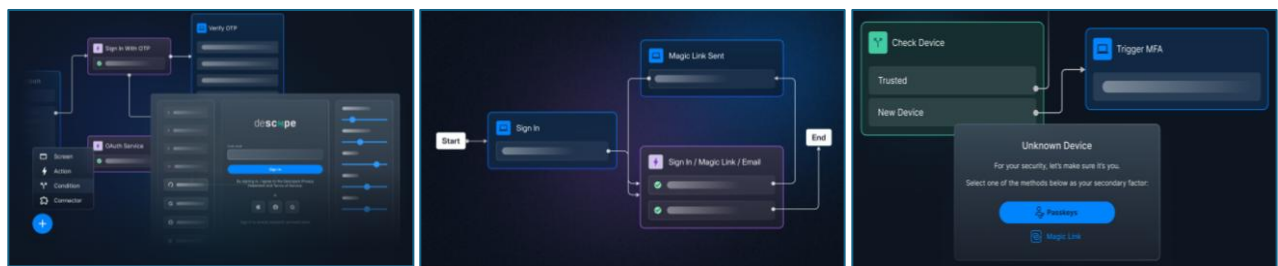 Verify OTP
Sign In With OTP
OAuth Service
Screen
Action
Condition
Connector
descope
Sign In
Start
Sign In
Magic Link Sent
Sign In / Magic Link / Email
End
Check Device
Trusted
New Device
Trigger MFA
Unknown Device
For your security, let's make sure it's you.
Select one of the methods below as your secondary factor:
Passkeys
Magic Link